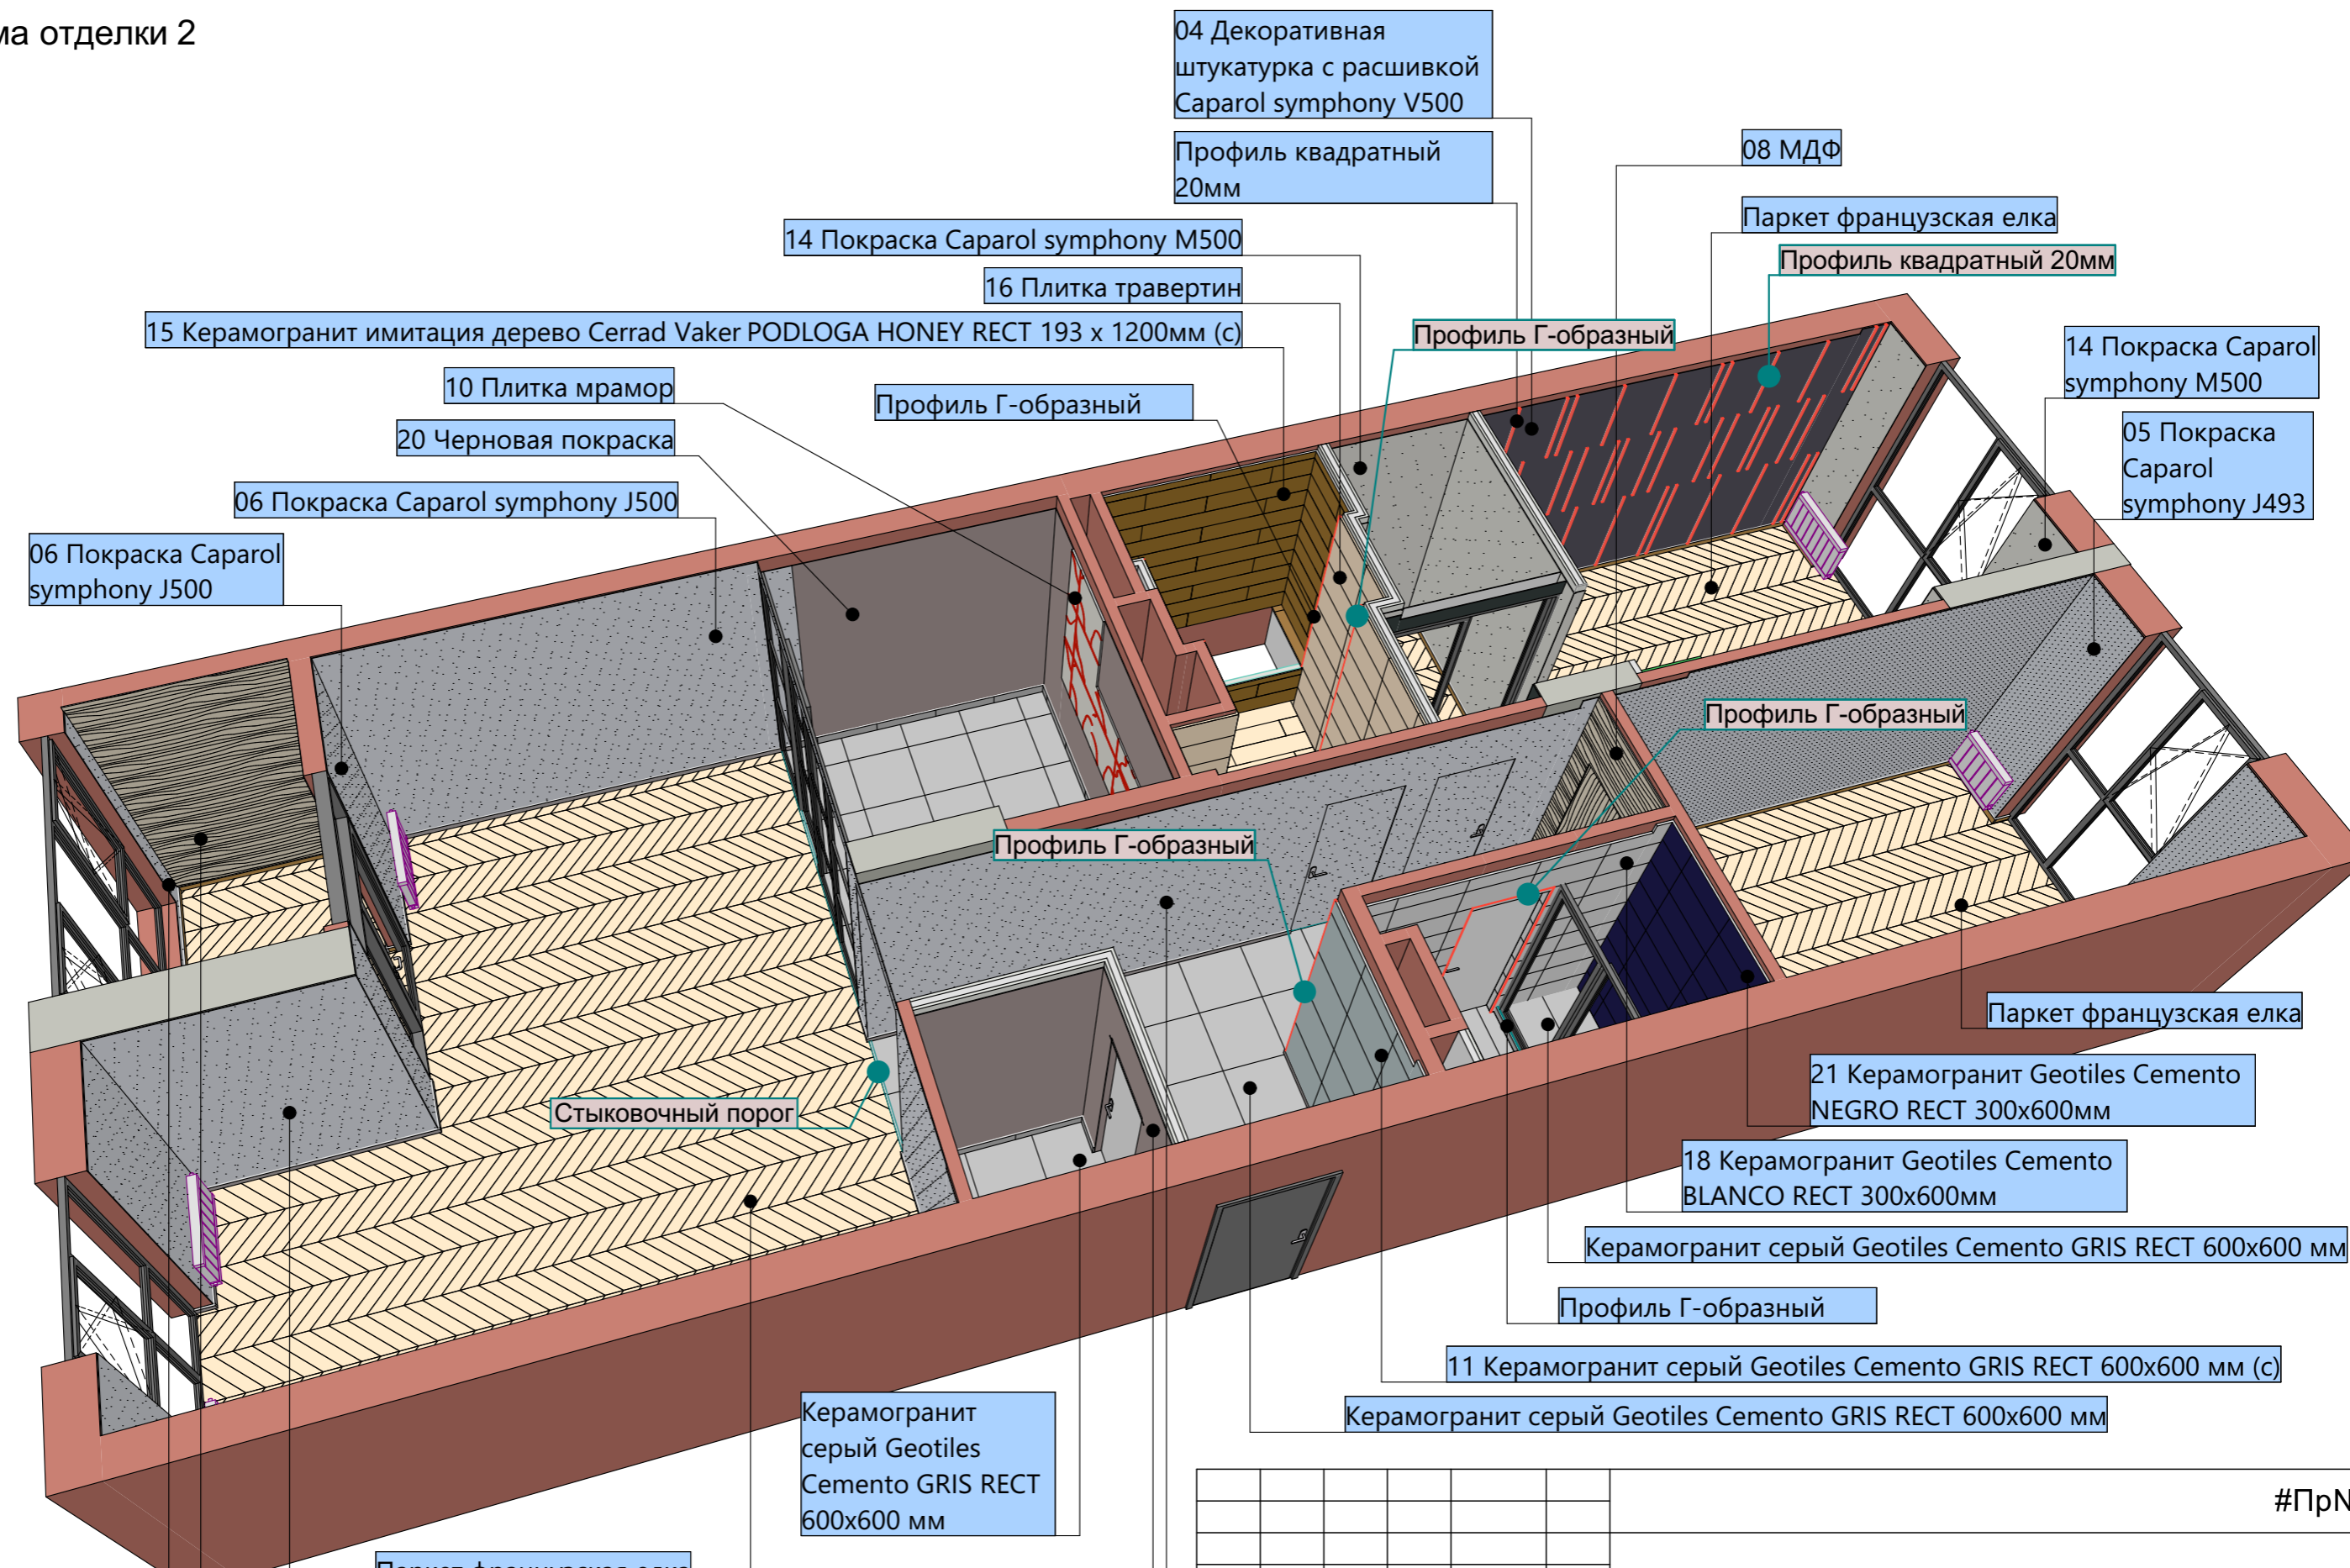 ма отделки 2
04 Декоративная
штукатурка с расшивкой
Caparol symphony V500
Профиль квадратный
20мм
08 МДФ
14 Покраска Caparol symphony M500
Паркет французская елка
16 Плитка травертин
Профиль квадратный 20мм
15 Керамогранит имитация дерево Cerrad Vaker PODLOGA HONEY RECT 193 x 1200мм (с)
Профиль Г-образный
14 Покраска Caparol
symphony M500
10 Плитка мрамор
Профиль Г-образный
20 Черновая покраска
05 Покраска
Caparol
symphony J493
06 Покраска Caparol symphony J500
06 Покраска Caparol
symphony J500
Профиль Г-образный
Профиль Г-образный
Паркет французская елка
Стыковочный порог
21 Керамогранит Geotiles Cemento
NEGRO RECT 300x600мм
18 Керамогранит Geotiles Cemento
BLANCO RECT 300x600мм
Керамогранит серый Geotiles Cemento GRIS RECT 600x600 мм
Профиль Г-образный
11 Керамогранит серый Geotiles Cemento GRIS RECT 600x600 мм (с)
Керамогранит серый Geotiles Cemento GRIS RECT 600x600 мм
Керамогранит
серый Geotiles
Cemento GRIS RECT
600x600 мм
#ПрN
Паркет французская елка